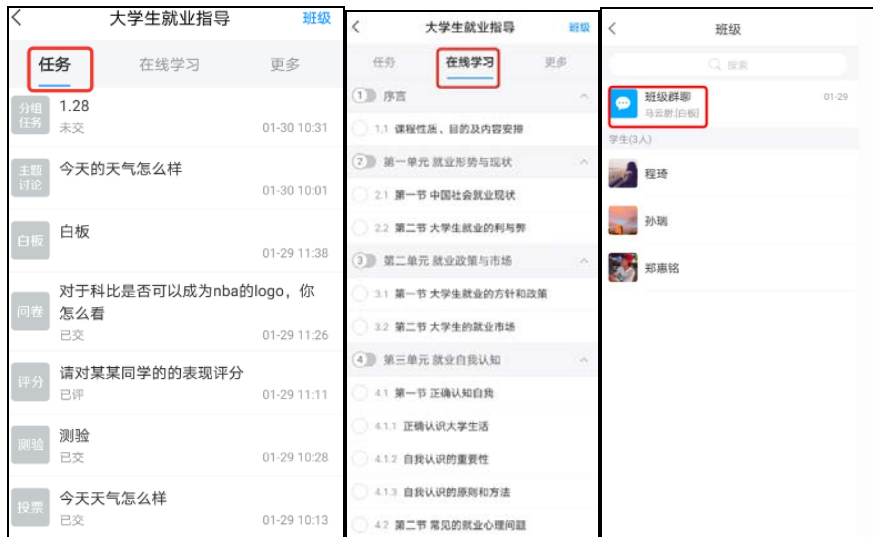 大学生就业指导
班级
任务
在线学习
更多
分组任务
1.28
未交
01-30 10:31
主题讨论
今天的天气怎么样
01-30 10:01
白板
白板
01-29 11:38
问卷
对于科比是否可以成为nba的logo，你
怎么看
已交
01-29 11:26
评分
请对某某同学的的表现评分
已评
01-29 11:11
测验
测验
已交
01-29 10:28
投票
今天天气怎么样
已交
01-29 10:13
大学生就业指导
班级
任务
在线学习
更多
1 序言
1.1 课程性质、目的及内容安排
2 第一单元 就业形势与现状
2.1 第一节 中国社会就业现状
2.2 第二节 大学生就业的利与弊
3 第二单元 就业政策与市场
3.1 第一节 大学生就业的方针和政策
3.2 第二节 大学生的就业市场
4 第三单元 就业自我认知
4.1 第一节 正确认知自我
4.1.1 正确认识大学生活
4.1.2 自我认识的重要性
4.1.3 自我认识的原则和方法
4.2 第二节 常见的就业心理问题
班级
搜索
班级群聊
01-29
马云尉:[白板]
学生(3人)
程琦
孙瑞
郑惠铭